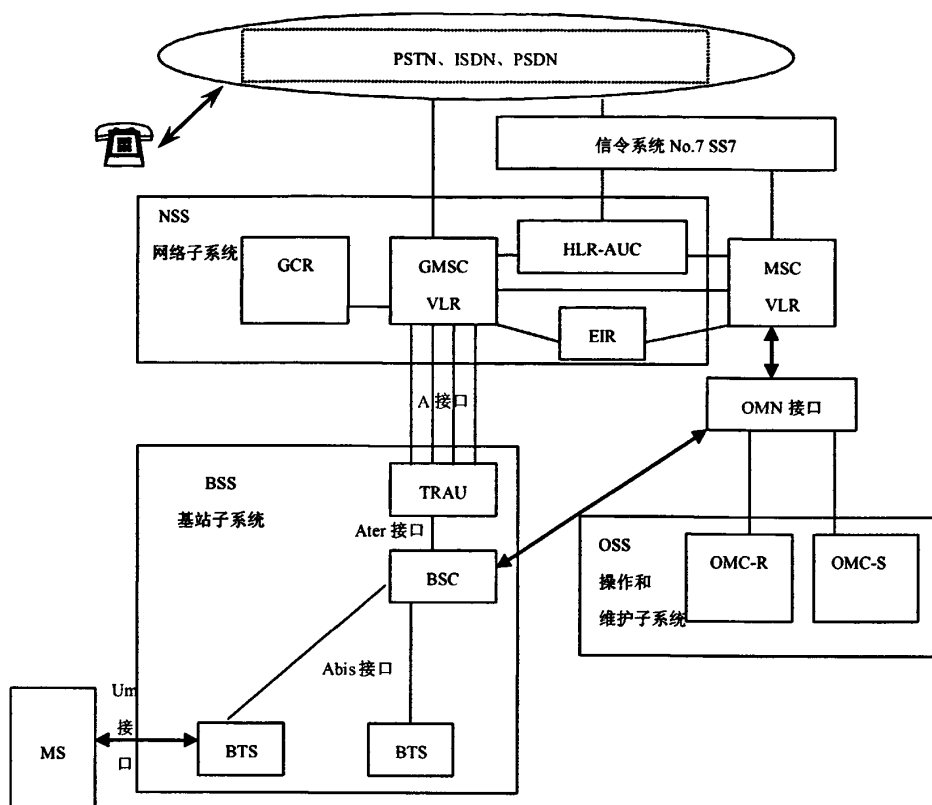 PSTN、ISDN、PSDN
信令系统 No.7 SS7
NSS
网络子系统
GCR
GMSC
VLR
HLR-AUC
MSC
VLR
EIR
A 接口
OMN 接口
BSS
基站子系统
TRAU
Ater 接口
BSC
OSS
操作和
维护子系统
OMC-R
OMC-S
Abis 接口
Um
接
口
MS
BTS
BTS